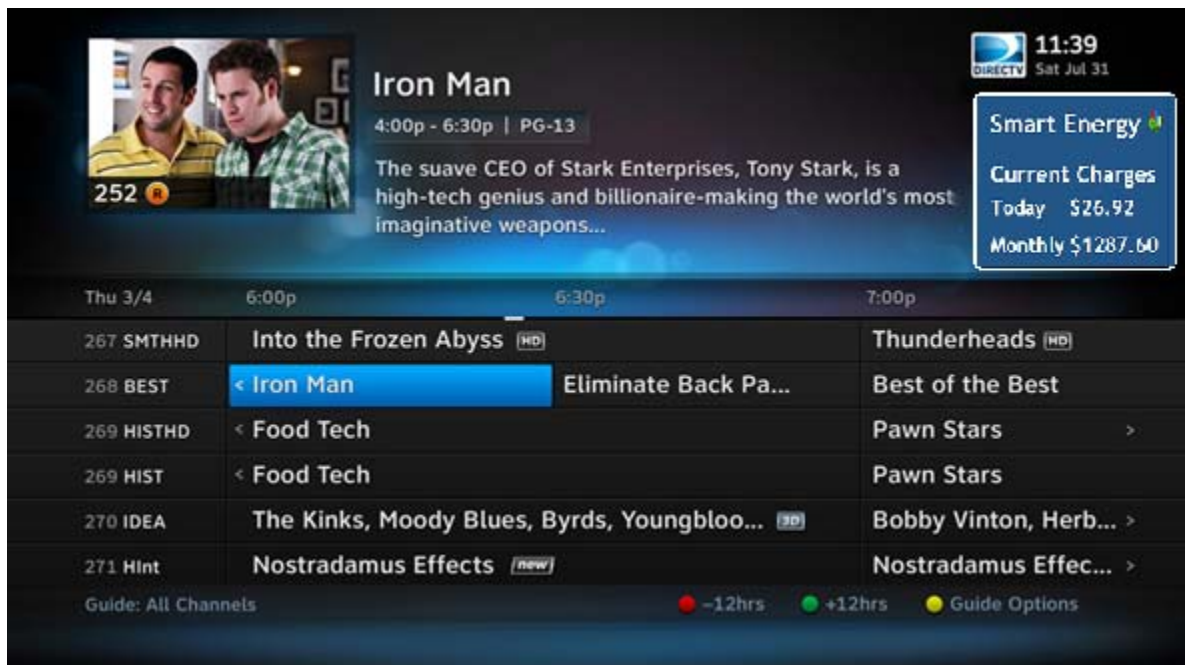 11:39
DIRECTV
Sat Jul 31
Iron Man
4:00p - 6:30p | PG-13
The suave CEO of Stark Enterprises, Tony Stark, is a
high-tech genius and billionaire-making the world's most
imaginative weapons...
252 R
Smart Energy
Current Charges
Today $26.92
Monthly $1287.60
Thu 3/4 6:00p 6:30p 7:00p
267 SMTHHD Into the Frozen Abyss HD Thunderheads HD
268 BEST < Iron Man Eliminate Back Pa... Best of the Best
269 HISTHD < Food Tech Pawn Stars >
269 HIST < Food Tech Pawn Stars
270 IDEA The Kinks, Moody Blues, Byrds, Youngbloo... 3D Bobby Vinton, Herb... >
271 HInt Nostradamus Effects new Nostradamus Effec... >
Guide: All Channels -12hrs +12hrs Guide Options